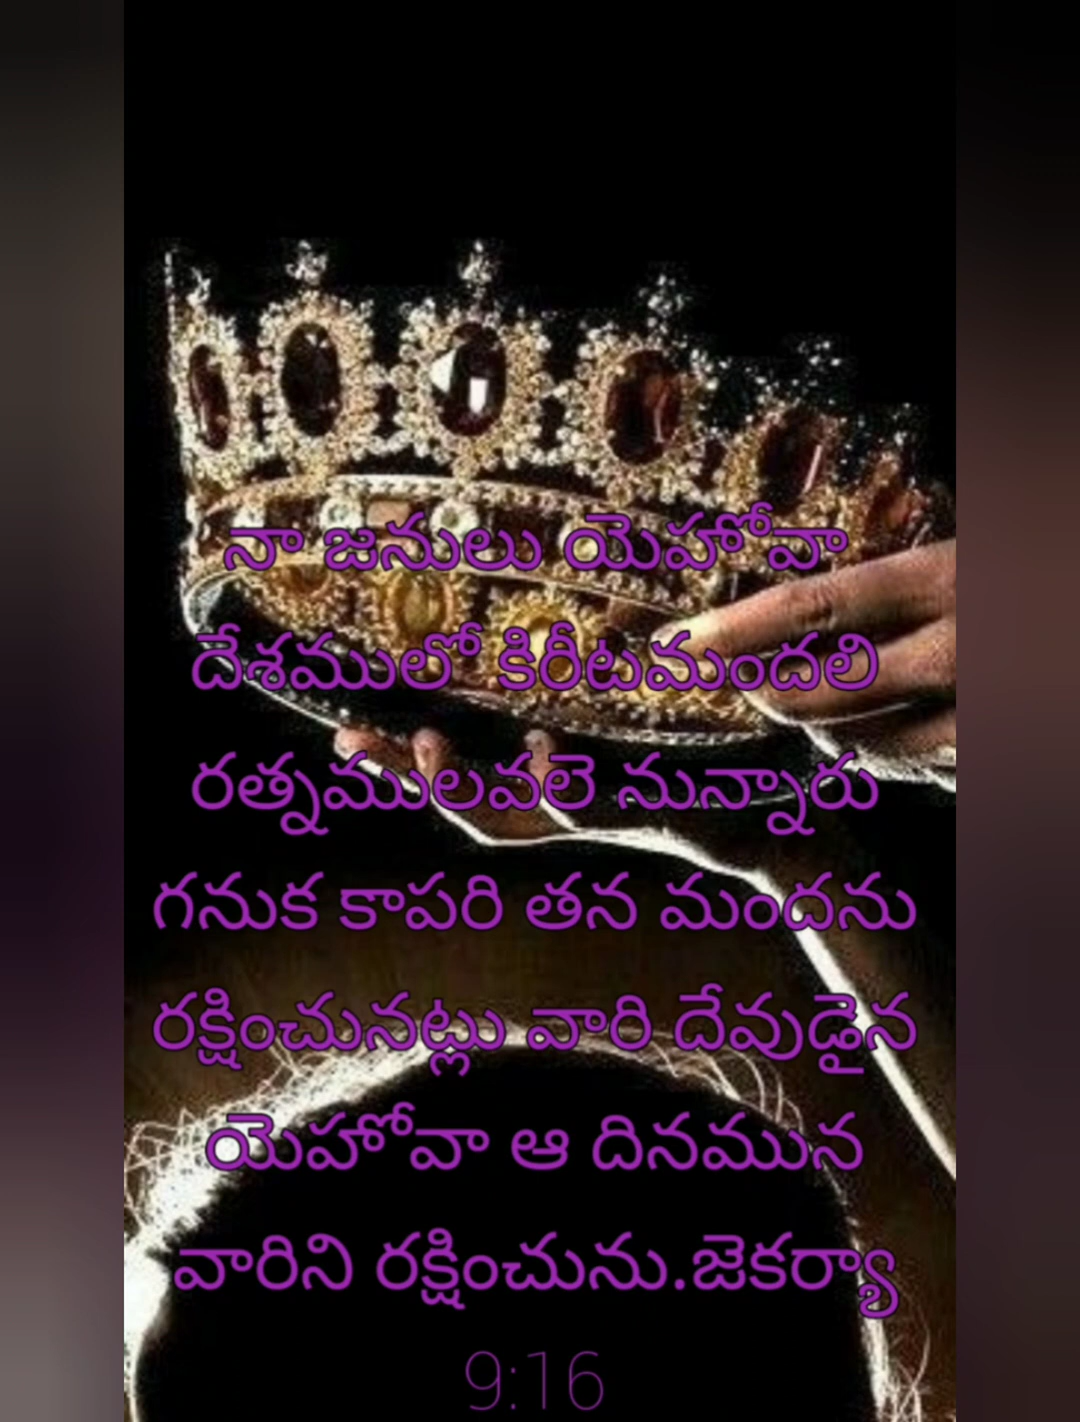 నా జనులు యెహోవా
దేశములో కిరీటమందలి
రత్నములవలె నున్నారు
గనుక కాపరి తన మందను
రక్షించునట్లు వారి దేవుడైన
యెహోవా ఆ దినమున
వారిని రక్షించును.జెకర్యా
9:16